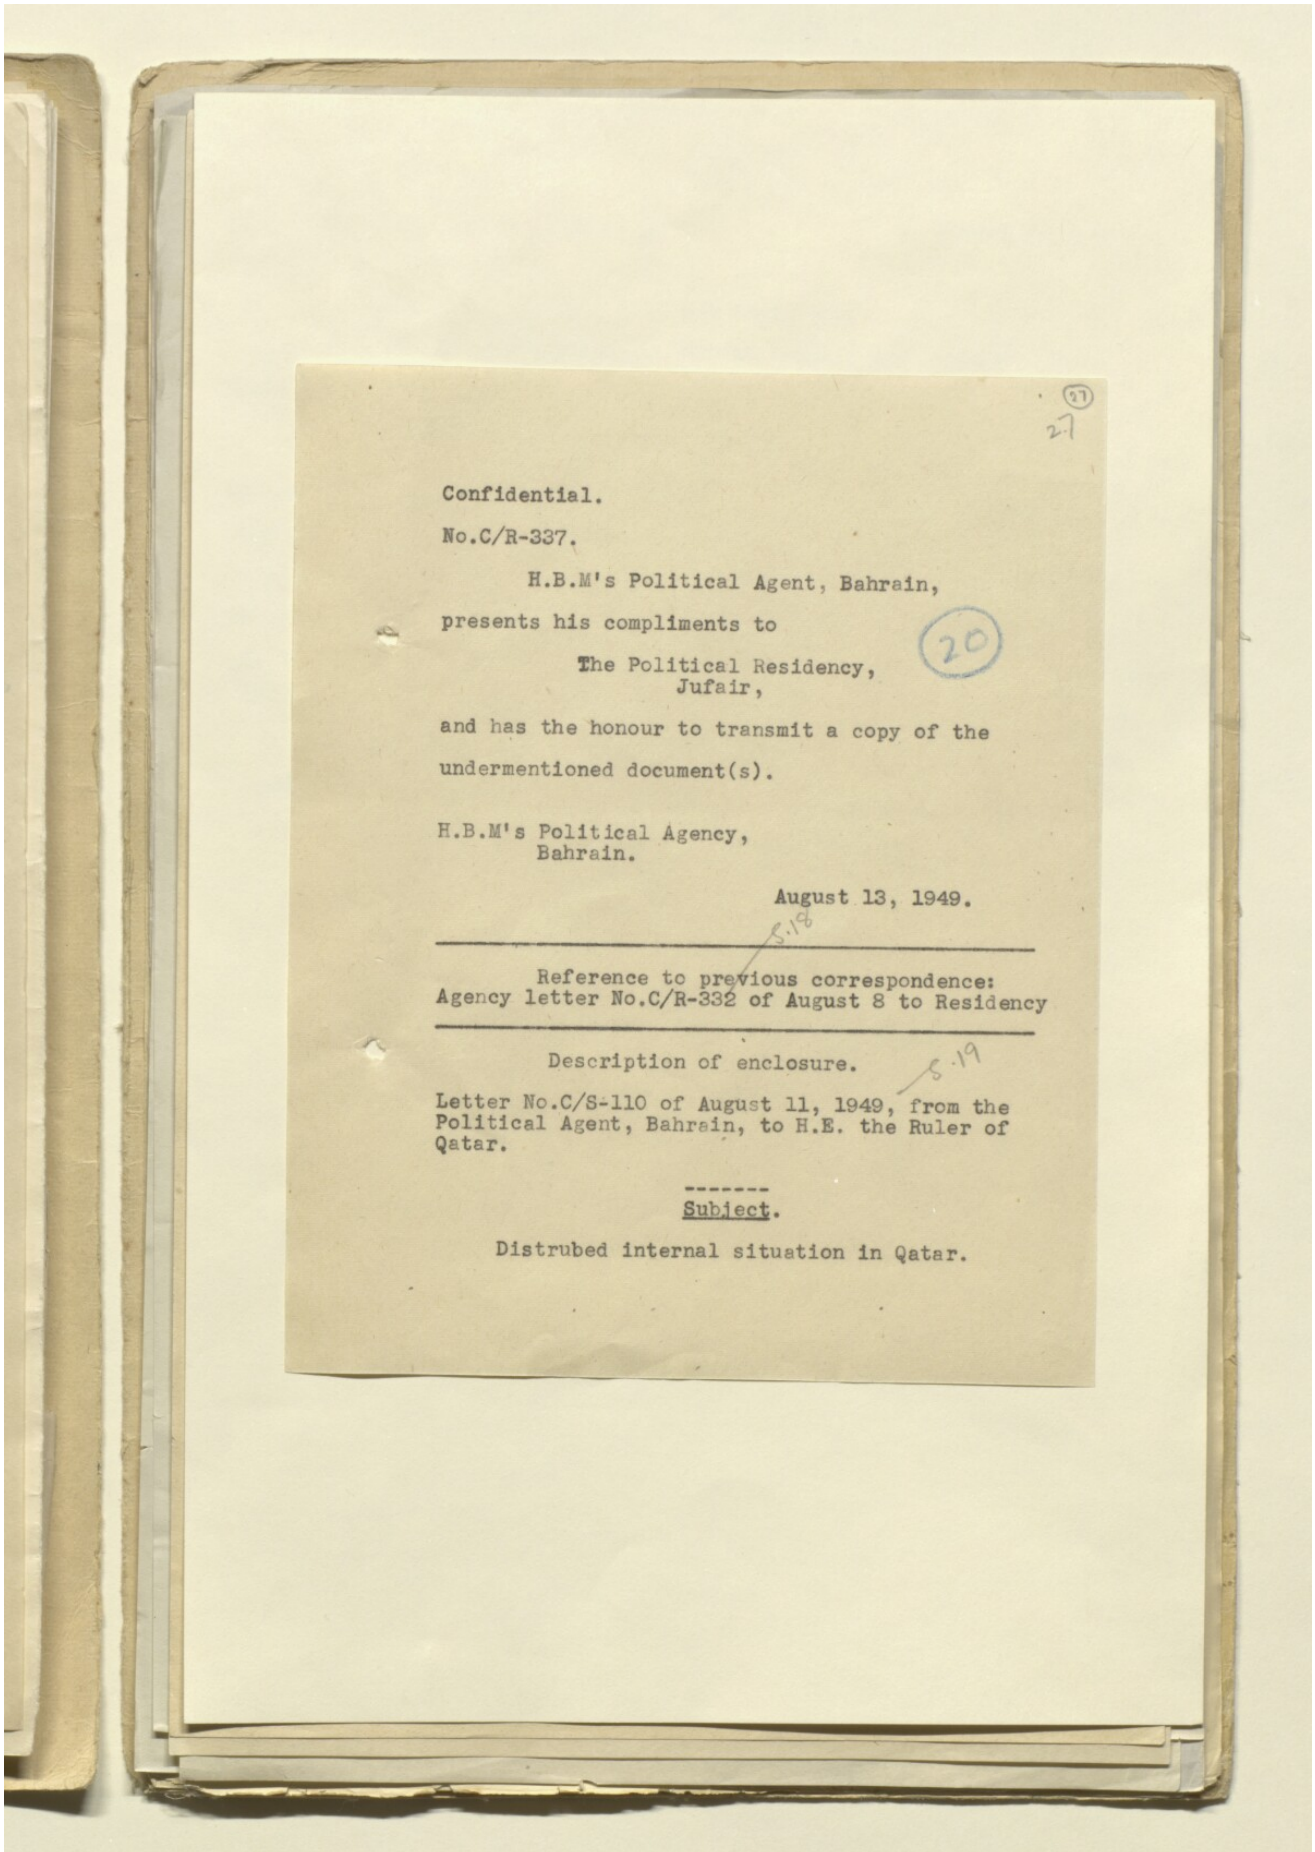 27
27
Confidential.
No.C/R-337.
H.B.M's Political Agent, Bahrain,
presents his compliments to
20
The Political Residency,
Jufair,
and has the honour to transmit a copy of the
undermentioned document(s).
H.B.M's Political Agency,
Bahrain.
August 13, 1949.
S.18
Reference to previous correspondence:
Agency letter No.C/R-332 of August 8 to Residency
Description of enclosure.
S.19
Letter No.C/S-110 of August 11, 1949, from the
Political Agent, Bahrain, to H.E. the Ruler of
Qatar.
-------
Subject.
Distrubed internal situation in Qatar.